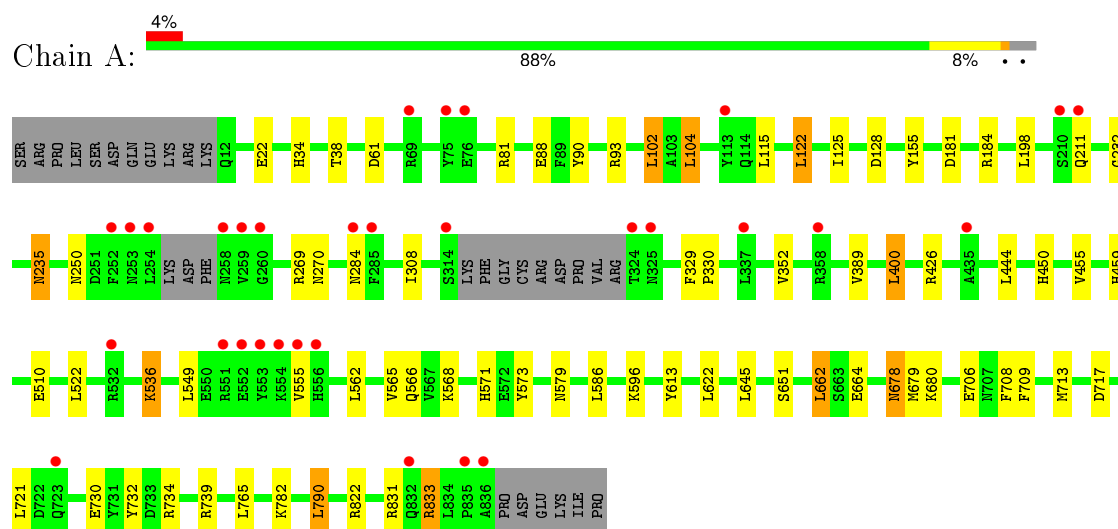 4%
Chain A:
88% 8% • •
SER ARG PRO LEU SER ASP GLN GLU LYS ARG LYS Q12 E22 H34 T38 D61 R69 Y75 E76 R81 E88 F89 Y90 R93 L102 A103 L104 Y113 Q114 L115 L122 I125 D128 Y155 D181 R184 L198 S210 Q211
N235 N250 D251 F252 N253 L254 LYS ASP PHE N258 V259 G260 R269 N270 N284 F285 I308 S314 LYS PHE GLY CYS ARG ASP PRO VAL ARG T324 N325 F329 P330 L337 V352 R358 V389 L400 R426 A435 L444 H450 V455
E510 L522 R532 K536 L549 E550 R551 E552 Y553 K554 V555 H556 L562 V565 Q566 V567 K568 H571 E572 Y573 N579 L586 K596 Y613 L622 L645 S651 L662 S663 E664 N678 M679 K680 E706 N707 F708 F709 M713 D717
L721 D722 Q723 E730 Y731 Y732 D733 R734 R739 L765 K782 L790 R822 R831 Q832 R833 L834 P835 A836 PRO ASP GLU LYS ILE PRO